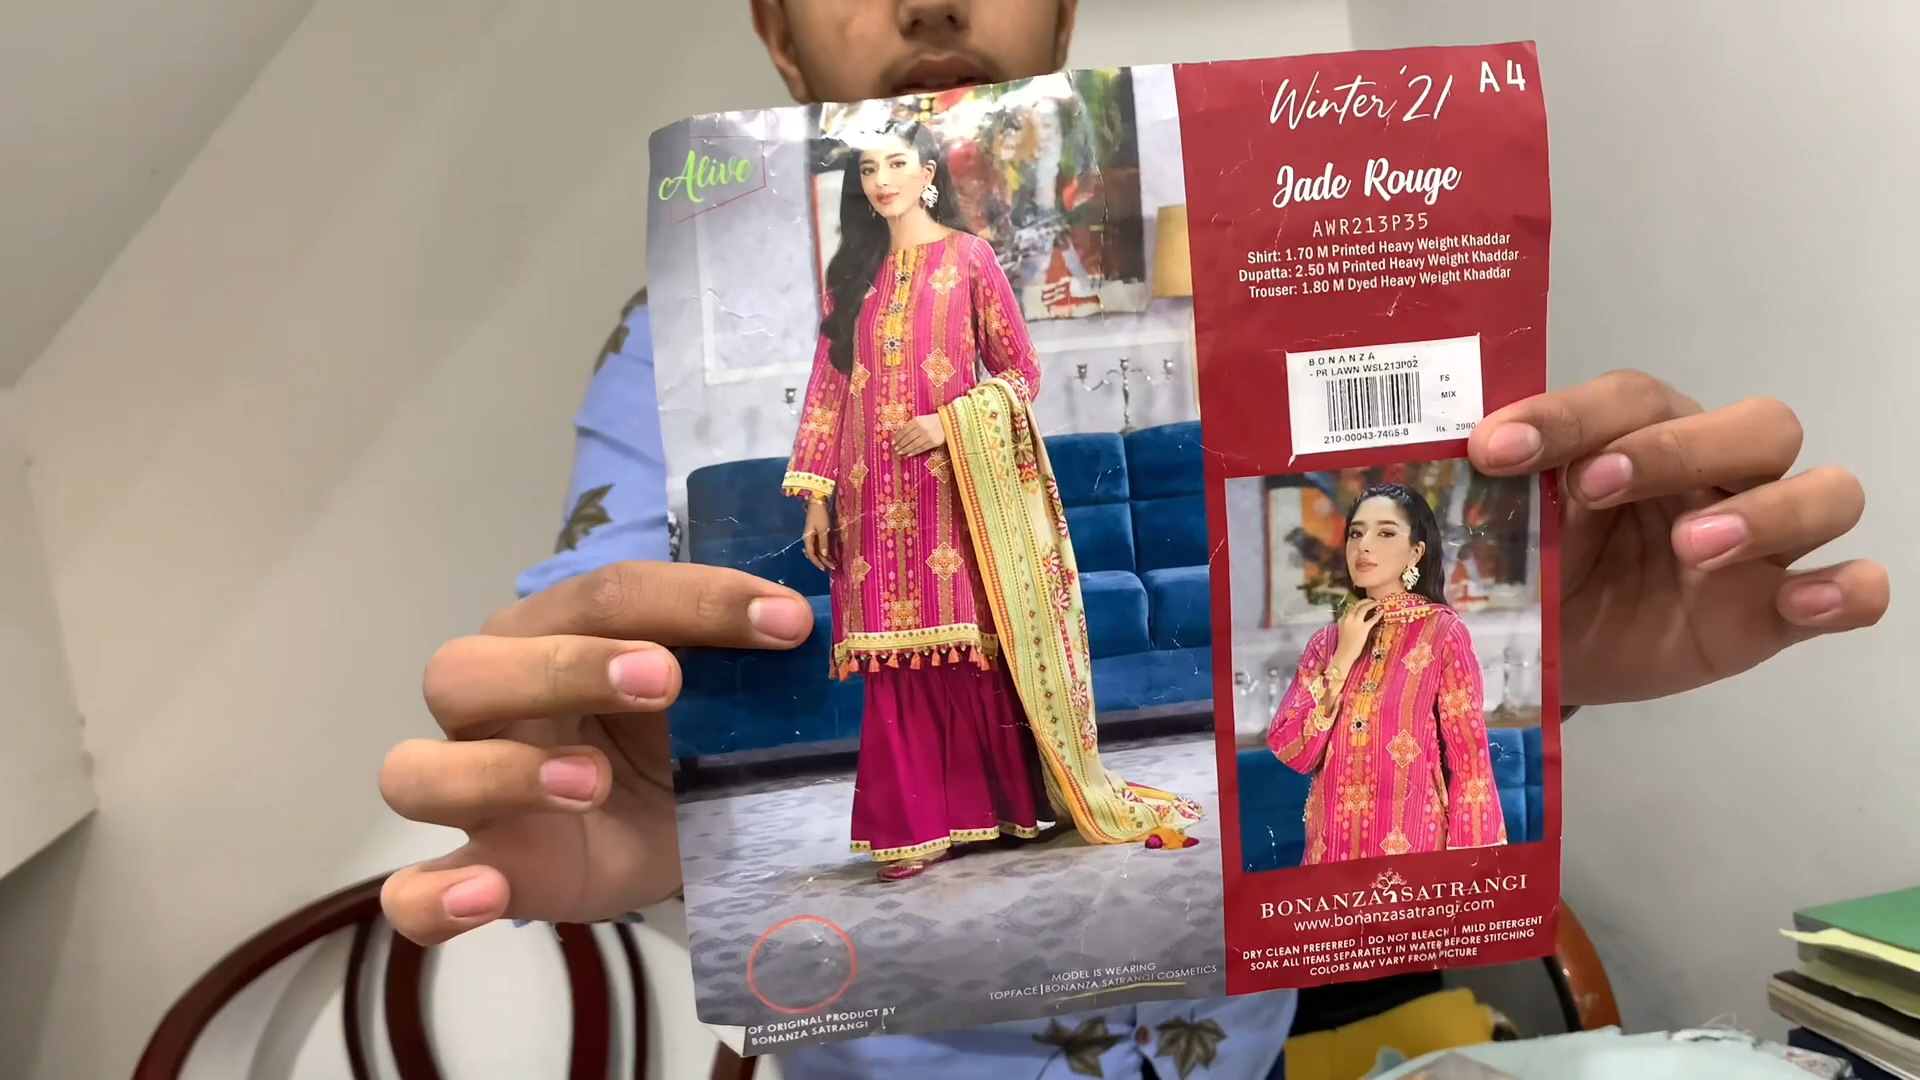 Alive
Winter '21
A4
Jade Rouge
AWR213P35
Shirt: 1.70 M Printed Heavy Weight Khaddar
Dupatta: 2.50 M Printed Heavy Weight Khaddar
Trouser: 1.80 M Dyed Heavy Weight Khaddar
BONANZA
- PR LAWN WSL213P02
FS
MIX
210-00043-7465-8
Rs. 2980
BONANZA SATRANGI
www.bonanzasatrangi.com
DRY CLEAN PREFERRED | DO NOT BLEACH | MILD DETERGENT
SOAK ALL ITEMS SEPARATELY IN WATER BEFORE STITCHING
COLORS MAY VARY FROM PICTURE
MODEL IS WEARING
TOPFACE | BONANZA SATRANGI COSMETICS
OF ORIGINAL PRODUCT BY
BONANZA SATRANGI